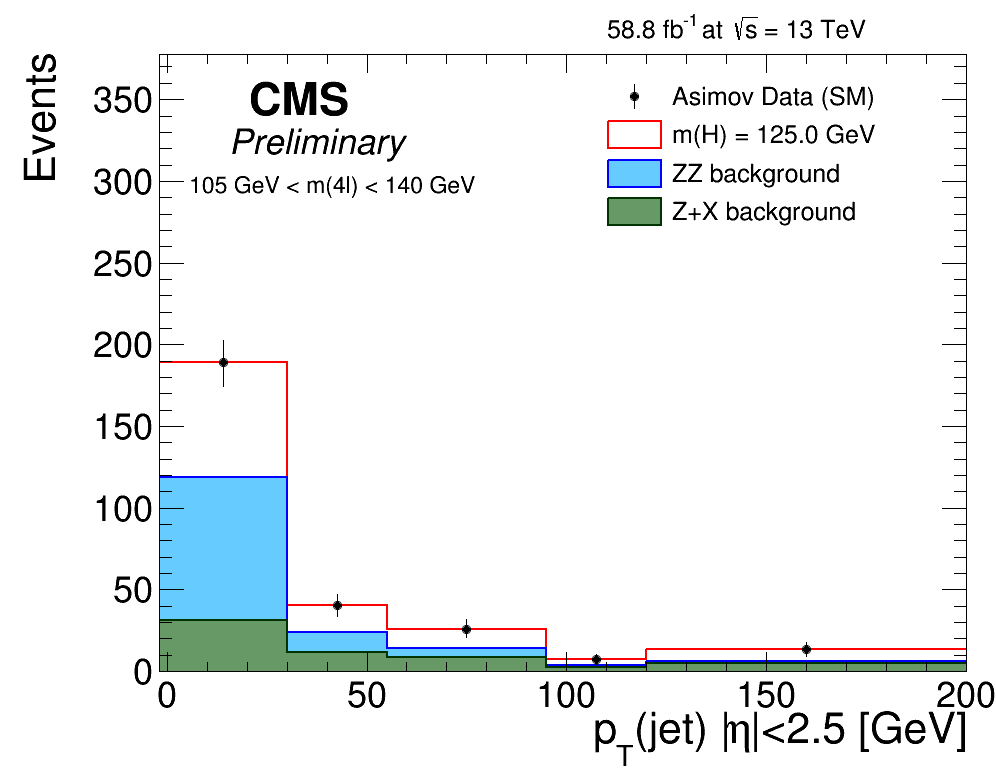 58.8 fb-1 at √s = 13 TeV
Events
CMS
Preliminary
105 GeV < m(4l) < 140 GeV
Asimov Data (SM)
m(H) = 125.0 GeV
ZZ background
Z+X background
350
300
250
200
150
100
50
0
0 50 100 150 200
pT(jet) |η|<2.5 [GeV]